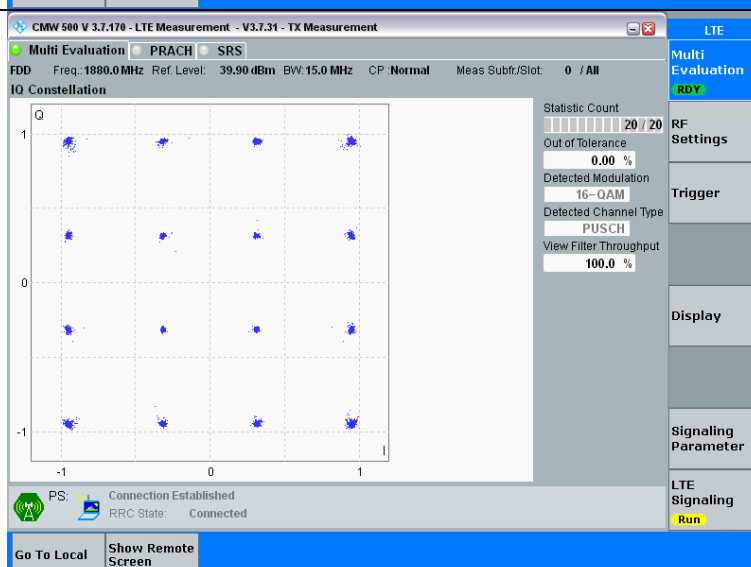 CMW 500 V 3.7.170 - LTE Measurement - V3.7.31 - TX Measurement
LTE
Multi Evaluation PRACH SRS
Multi
Evaluation
RDY
FDD Freq.:1880.0 MHz Ref. Level: 39.90 dBm BW:15.0 MHz CP :Normal Meas Subfr./Slot: 0 / All
IQ Constellation
Q
1
0
-1
I
-1 0 1
Statistic Count
20 / 20
Out of Tolerance
0.00 %
Detected Modulation
16-QAM
Detected Channel Type
PUSCH
View Filter Throughput
100.0 %
RF
Settings
Trigger
Display
Signaling
Parameter
LTE
Signaling
Run
PS: Connection Established
RRC State: Connected
Go To Local
Show Remote
Screen